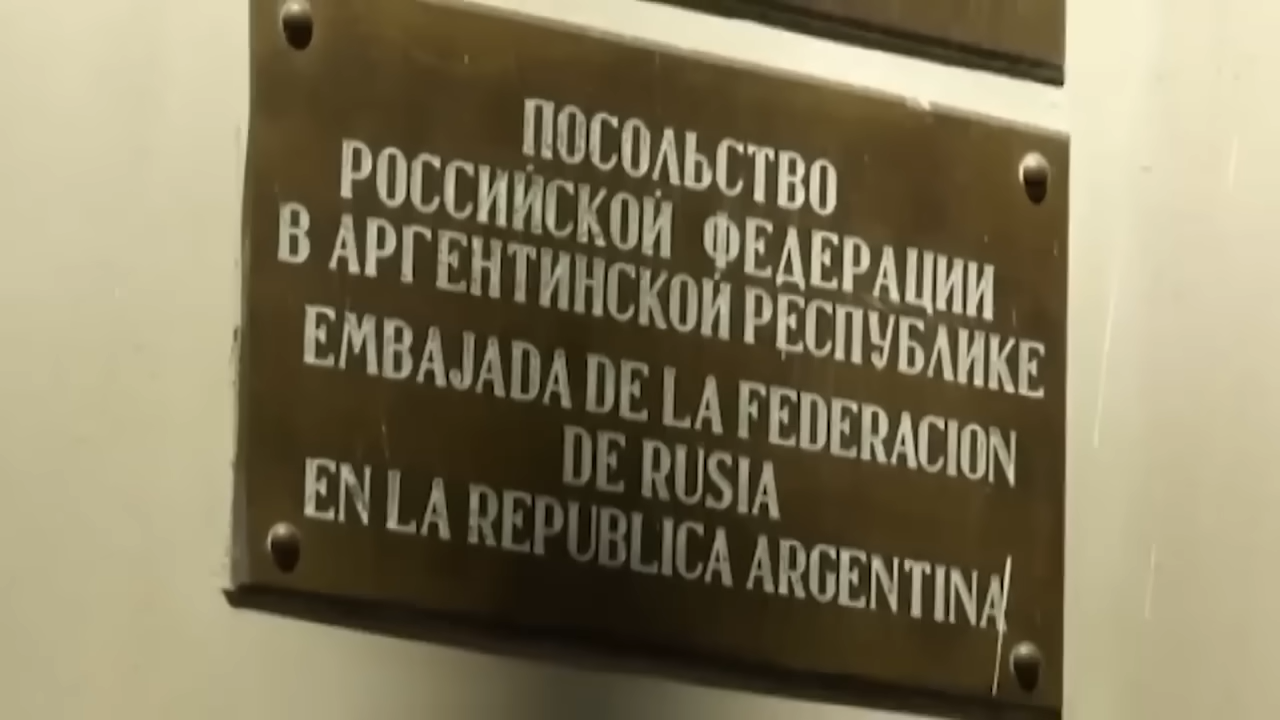 ПОСОЛЬСТВО
РОССИЙСКОЙ ФЕДЕРАЦИИ
В АРГЕНТИНСКОЙ РЕСПУБЛИКЕ
EMBAJADA DE LA FEDERACION
DE RUSIA
EN LA REPUBLICA ARGENTINA